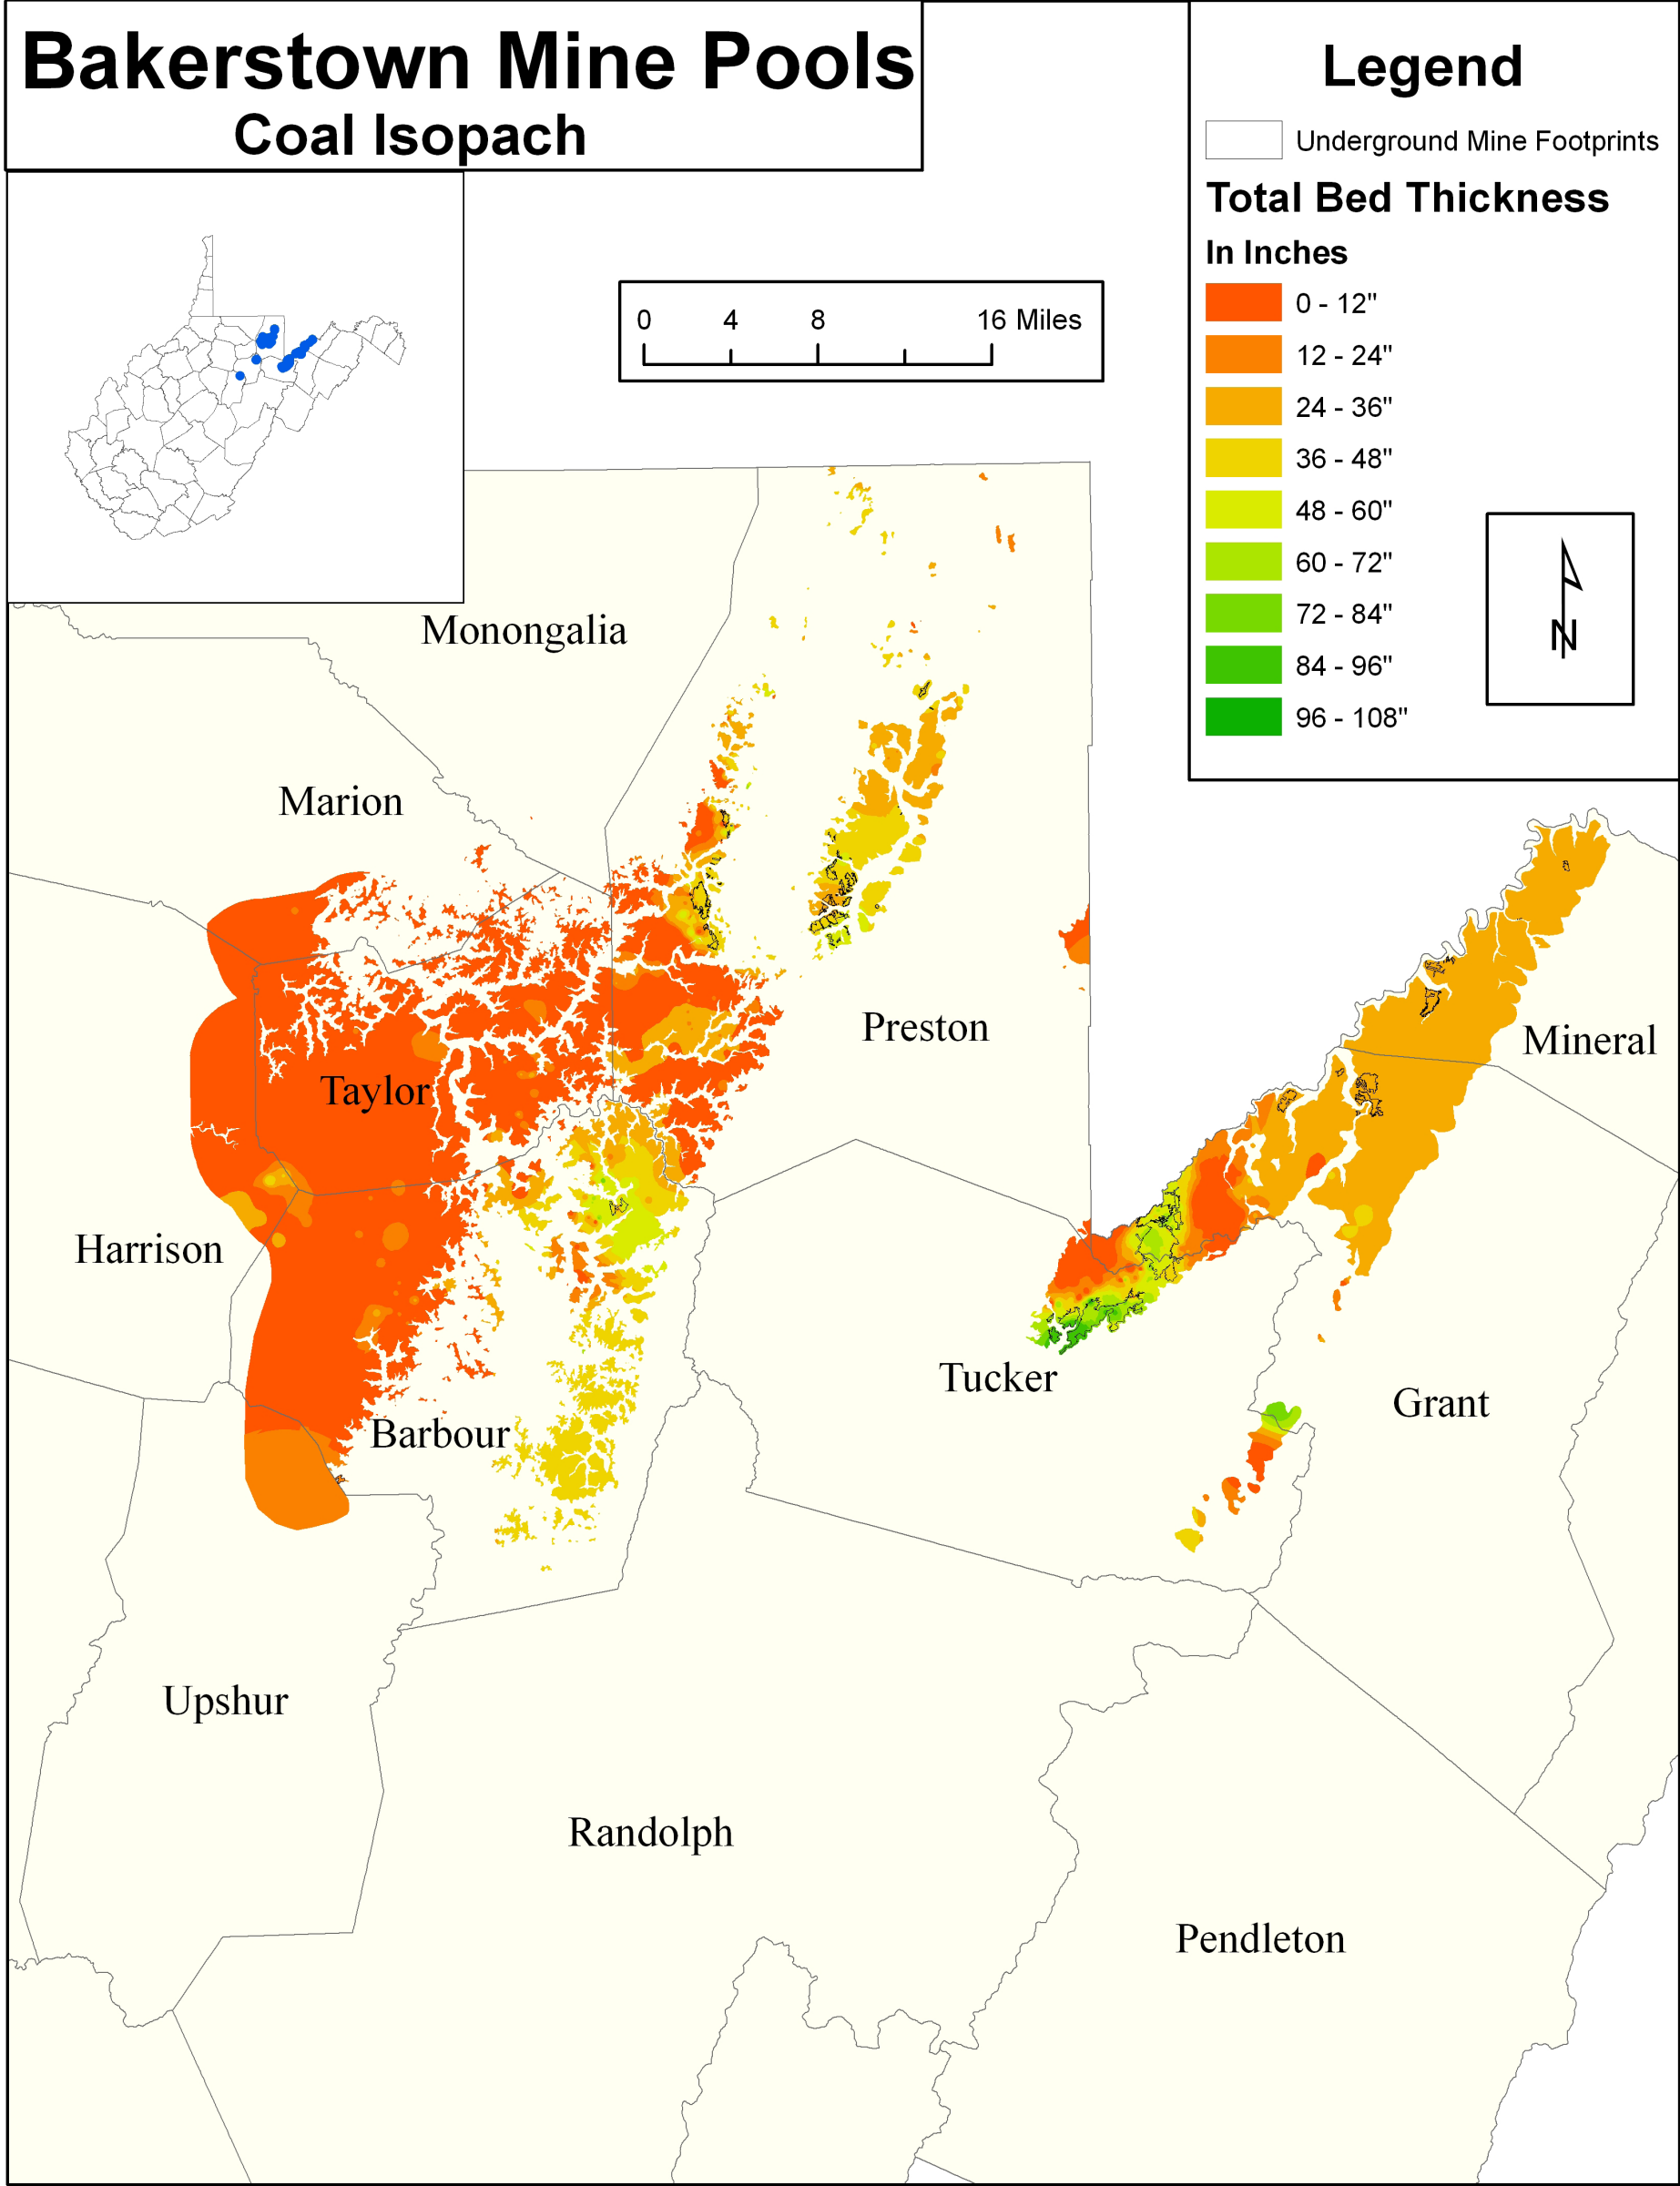 Bakerstown Mine Pools
Coal Isopach
Legend
Underground Mine Footprints
Total Bed Thickness
In Inches
0 - 12"
12 - 24"
24 - 36"
36 - 48"
48 - 60"
60 - 72"
72 - 84"
84 - 96"
96 - 108"
0 4 8 16 Miles
N
Monongalia
Marion
Preston
Mineral
Taylor
Harrison
Tucker
Grant
Barbour
Upshur
Randolph
Pendleton